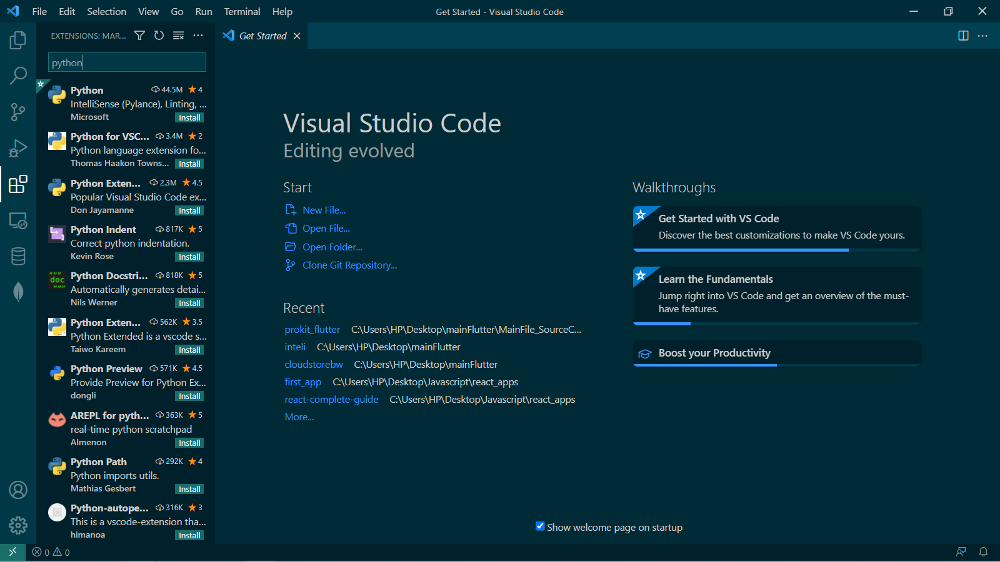 File Edit Selection View Go Run Terminal Help
Get Started - Visual Studio Code
EXTENSIONS: MAR...
Get Started
python
Python 44.5M 4
IntelliSense (Pylance), Linting, ...
Microsoft Install
Python for VSC... 3.4M 2
Python language extension fo...
Thomas Haakon Towns... Install
Python Exten... 2.3M 4.5
Popular Visual Studio Code ex...
Don Jayamanne Install
Python Indent 817K 5
Correct python indentation.
Kevin Rose Install
""" doc """
Python Docstri... 818K 5
Automatically generates detai...
Nils Werner Install
Python Exten... 562K 3.5
Python Extended is a vscode s...
Taiwo Kareem Install
Python Preview 571K 4.5
Provide Preview for Python Ex...
dongli Install
AREPL for pyth... 363K 5
real-time python scratchpad
Almenon Install
Python Path 292K 4
Python imports utils.
Mathias Gesbert Install
Python-autope... 316K 3
This is a vscode-extension tha...
himanoa Install
Visual Studio Code
Editing evolved
Start
New File...
Open File...
Open Folder...
Clone Git Repository...
Recent
prokit_flutter C:\Users\HP\Desktop\mainFlutter\MainFile_SourceC...
inteli C:\Users\HP\Desktop\mainFlutter
cloudstorebw C:\Users\HP\Desktop\mainFlutter
first_app C:\Users\HP\Desktop\Javascript\react_apps
react-complete-guide C:\Users\HP\Desktop\Javascript\react_apps
More...
Walkthroughs
Get Started with VS Code
Discover the best customizations to make VS Code yours.
Learn the Fundamentals
Jump right into VS Code and get an overview of the must-
have features.
Boost your Productivity
Show welcome page on startup
0 0